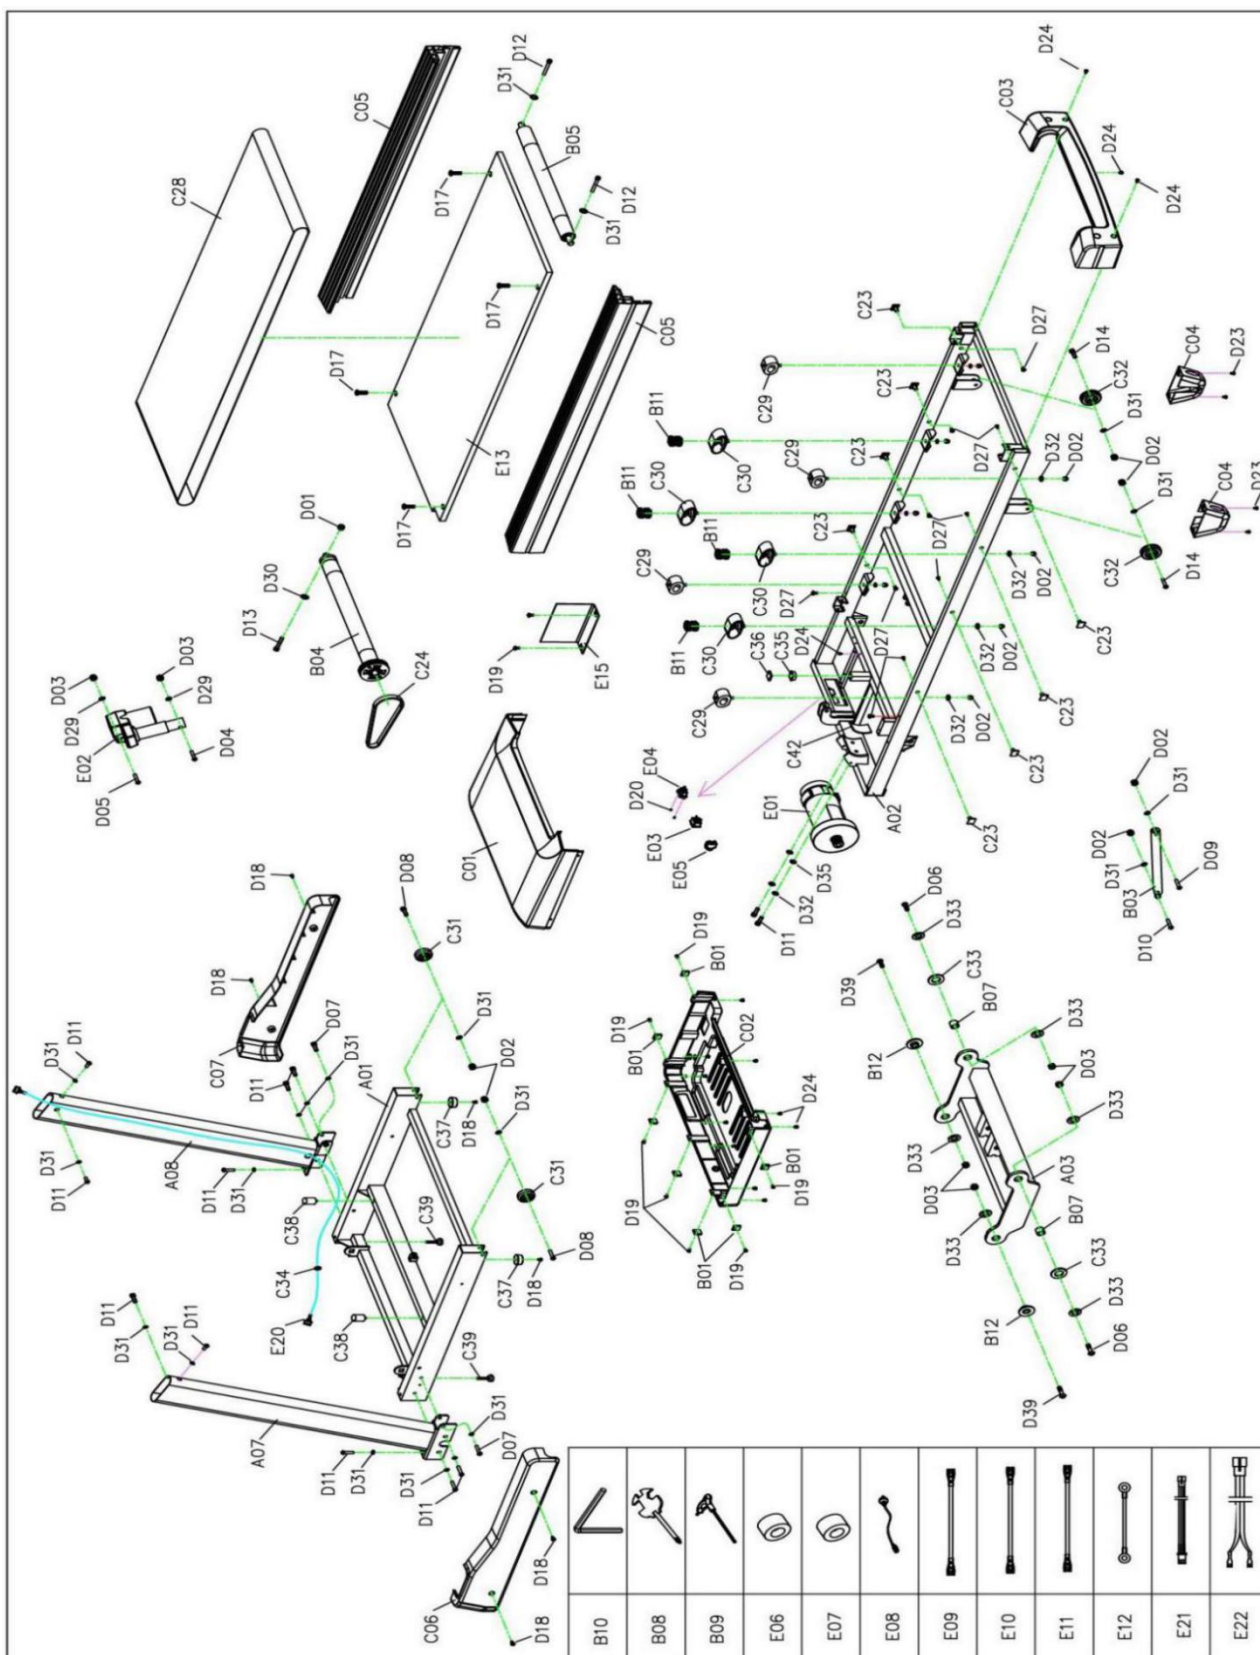 D24
C03
D24
D24
D12
D31
C05
B05
D12
D31
C28
D17
D17
D17
D17
E13
C05
D01
D30
D13
B04
C24
D03
D03
D29
D29
E02
D04
D05
D19
E15
C01
D18
D18
C07
D08
C31
D31
D02
D31
C31
D08
D07
D31
D11
D11
D31
A08
D31
D11
D11
D31
A01
C37
D18
C37
D18
C38
C38
C39
C39
C34
E20
D11
D31
D31
D11
A07
D11
D31
D31
D07
D31
D11
C06
D18
D18
C23
C29
C23
B11
C30
C29
C23
B11
C30
B11
C30
C23
C29
D27
B11
C30
D24
C36
C35
C29
C42
D27
D27
D27
D27
D14
C32
D31
D02
D31
C32
D14
C04
D23
C04
D23
D32
D02
D32
D02
D32
D02
D32
D02
C23
C23
C23
C23
A02
E01
E04
D20
E03
E05
D35
D32
D11
D19
B01
D19
B01
C02
D24
B01
D19
D19
B01
D19
D02
D31
D02
D31
B03
D09
D10
D06
D33
C33
B07
D39
B12
D33
D03
D33
D33
D03
D33
A03
B07
C33
D33
D06
B12
D39
B10
B08
B09
E06
E07
E08
E09
E10
E11
E12
E21
E22